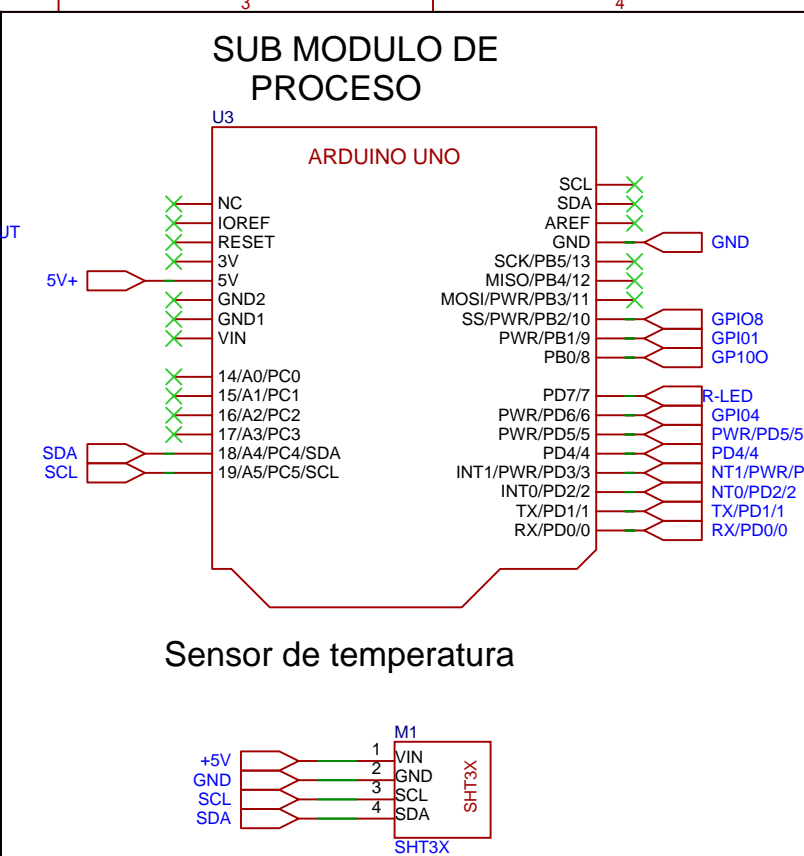 3
4
SUB MODULO DE
PROCESO
U3
ARDUINO UNO
UT
5V+
SDA
SCL
NC
IOREF
RESET
3V
5V
GND2
GND1
VIN
14/A0/PC0
15/A1/PC1
16/A2/PC2
17/A3/PC3
18/A4/PC4/SDA
19/A5/PC5/SCL
SCL
SDA
AREF
GND
SCK/PB5/13
MISO/PB4/12
MOSI/PWR/PB3/11
SS/PWR/PB2/10
PWR/PB1/9
PB0/8
PD7/7
PWR/PD6/6
PWR/PD5/5
PD4/4
INT1/PWR/PD3/3
INT0/PD2/2
TX/PD1/1
RX/PD0/0
GND
GPIO8
GPI01
GP10O
R-LED
GPI04
PWR/PD5/5
PD4/4
NT1/PWR/P
NT0/PD2/2
TX/PD1/1
RX/PD0/0
Sensor de temperatura
M1
+5V
GND
SCL
SDA
1
2
3
4
VIN
GND
SCL
SDA
SHT3X
SHT3X